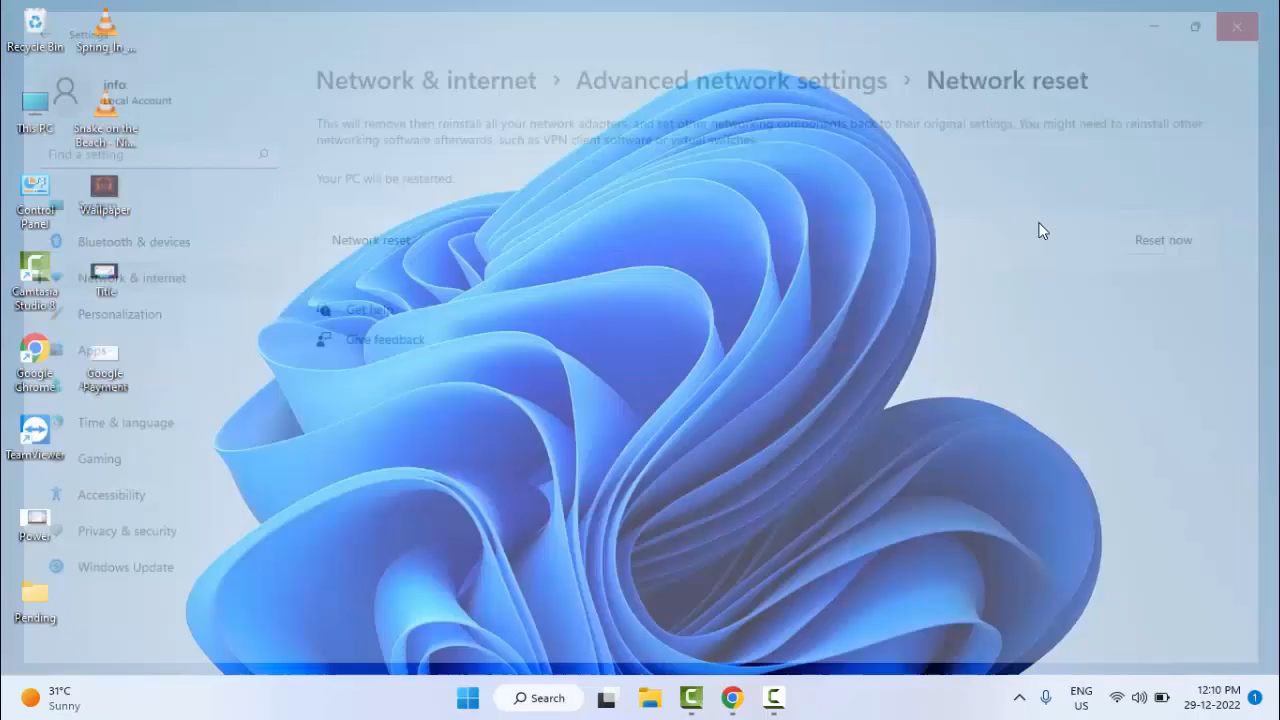 Recycle Bin
Spring In_...
Settings
info
Local Account
This PC
Snake on the
Beach - Ni...
Find a setting
Control
Panel
Wallpaper
Bluetooth & devices
Network & internet
Camtasia
Studio 8
Title
Personalization
Apps
Google
Chrome
Google
Payment
Time & language
TeamViewer
Gaming
Accessibility
Privacy & security
Power
Windows Update
Pending
Network & internet › Advanced network settings › Network reset
This will remove then reinstall all your network adapters, and set other networking components back to their original settings. You might need to reinstall other
networking software afterwards, such as VPN client software or virtual switches.
Your PC will be restarted.
Network reset
Reset now
Get help
Give feedback
31°C
Sunny
Search
ENG
US
12:10 PM
29-12-2022
1